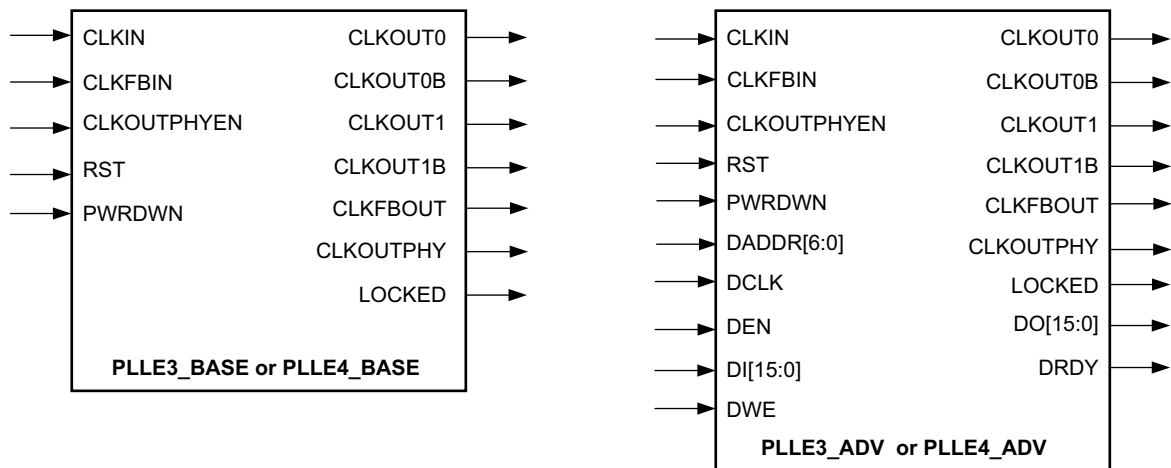 CLKIN
CLKFBIN
CLKOUTPHYEN
RST
PWRDWN
CLKOUT0
CLKOUT0B
CLKOUT1
CLKOUT1B
CLKFBOUT
CLKOUTPHY
LOCKED
PLLE3_BASE or PLLE4_BASE
CLKIN
CLKFBIN
CLKOUTPHYEN
RST
PWRDWN
DADDR[6:0]
DCLK
DEN
DI[15:0]
DWE
CLKOUT0
CLKOUT0B
CLKOUT1
CLKOUT1B
CLKFBOUT
CLKOUTPHY
LOCKED
DO[15:0]
DRDY
PLLE3_ADV or PLLE4_ADV